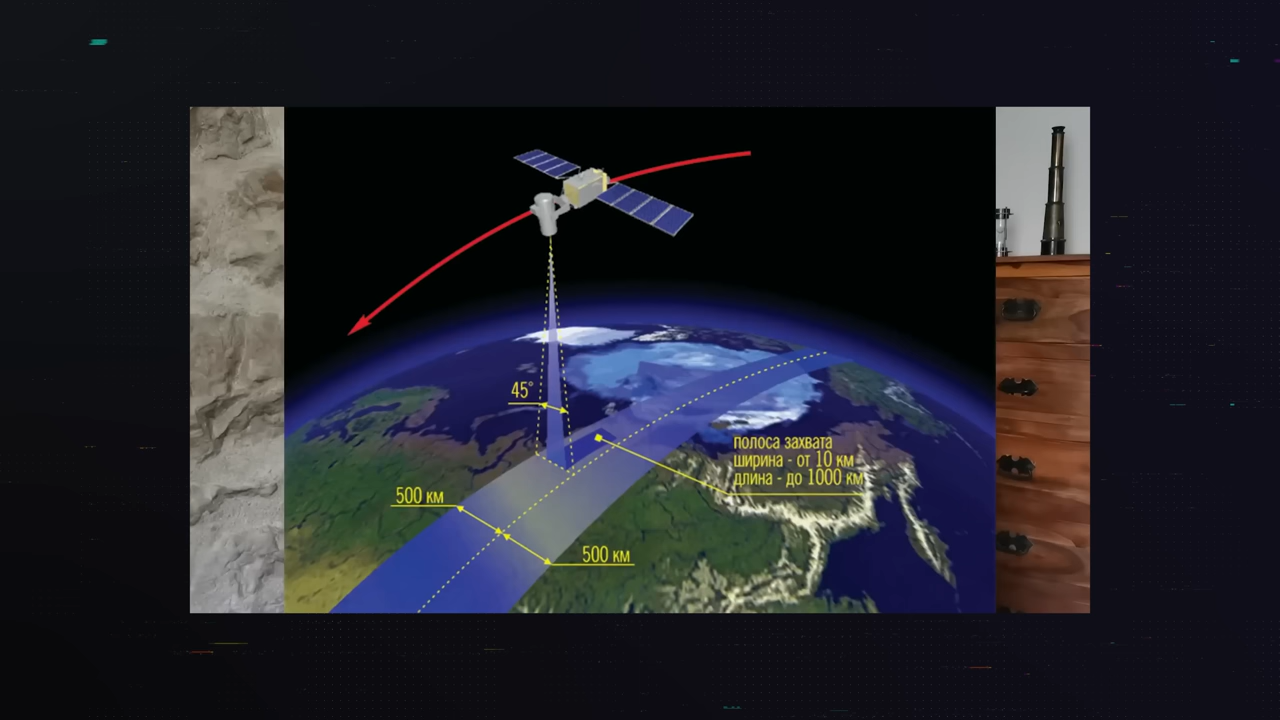 45°
полоса захвата
ширина - от 10 км
длина - до 1000 км
500 км
500 км